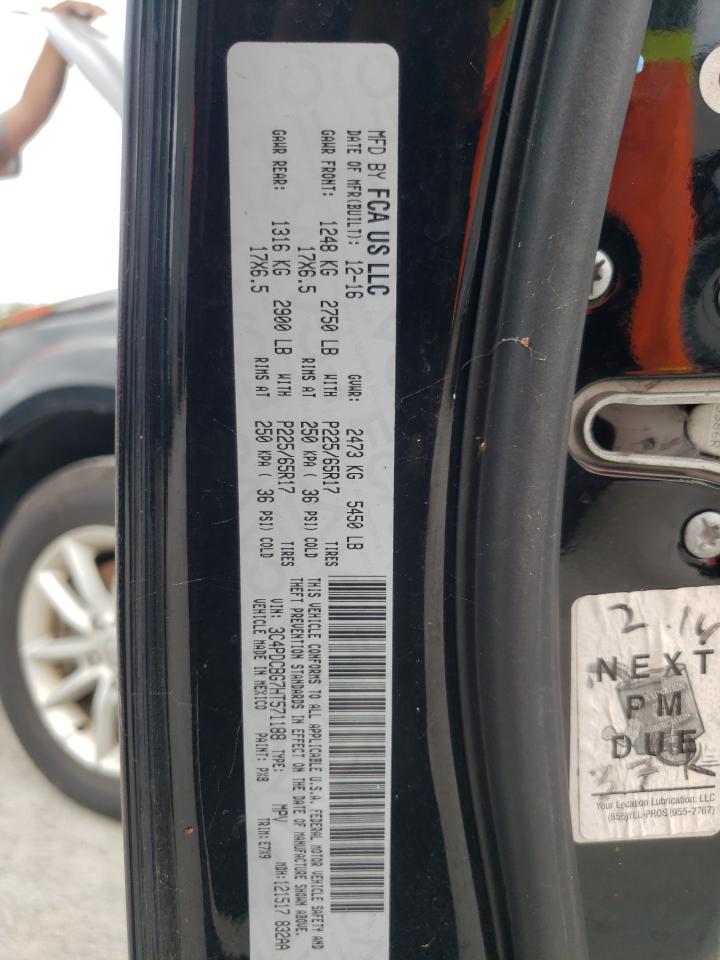 MFD BY FCA US LLC
DATE OF MFR(BUILT): 12-16 GVWR: 2473 KG 5450 LB
GAWR FRONT: 1248 KG 2750 LB WITH P225/65R17 TIRES
17X6.5 RIMS AT 250 KPA ( 36 PSI) COLD
GAWR REAR: 1316 KG 2900 LB WITH P225/65R17 TIRES
17X6.5 RIMS AT 250 KPA ( 36 PSI) COLD
THIS VEHICLE CONFORMS TO ALL APPLICABLE U.S.A. FEDERAL MOTOR VEHICLE SAFETY AND
THEFT PREVENTION STANDARDS IN EFFECT ON THE DATE OF MANUFACTURE SHOWN ABOVE.
VIN: 3C4PDCBG7HT571188 TYPE: MPV MDH:121517 832AA
VEHICLE MADE IN MEXICO PAINT: PX8 TRIM:E7X9
NEXT
PM
DUE
Your Location Lubrication, LLC
(855)YEL-PROS (955-7767)